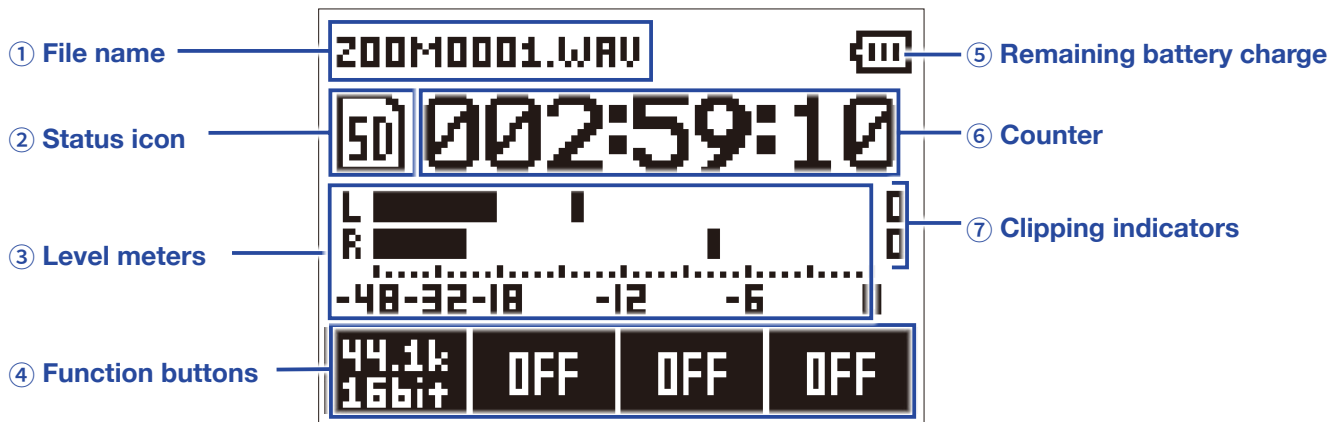 ① File name
ZOOM0001.WAV
⑤ Remaining battery charge
② Status icon
SD
002:59:10
⑥ Counter
L
0
R
0
⑦ Clipping indicators
③ Level meters
-48-32-18 -12 -6
④ Function buttons
44.1k
16bit
OFF OFF OFF